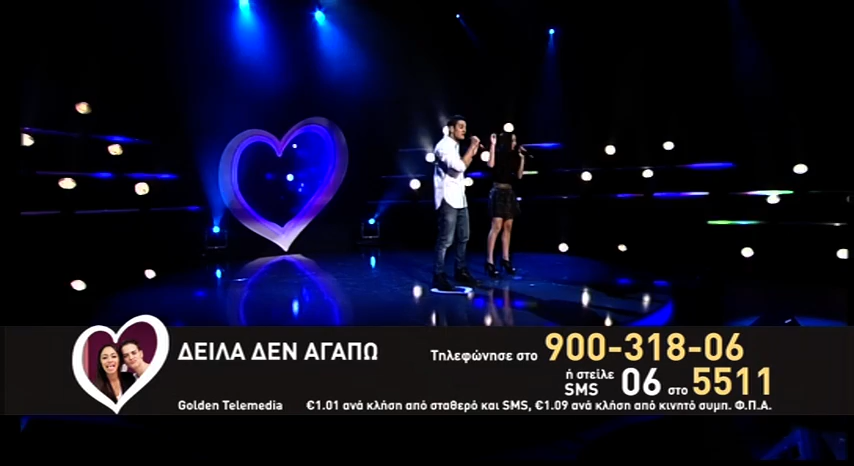 ΔΕΙΛΑ ΔΕΝ ΑΓΑΠΩ
Τηλεφώνησε στο 900-318-06
ή στείλε SMS 06 στο 5511
Golden Telemedia €1.01 ανά κλήση από σταθερό και SMS, €1.09 ανά κλήση από κινητό συμπ. Φ.Π.Α.